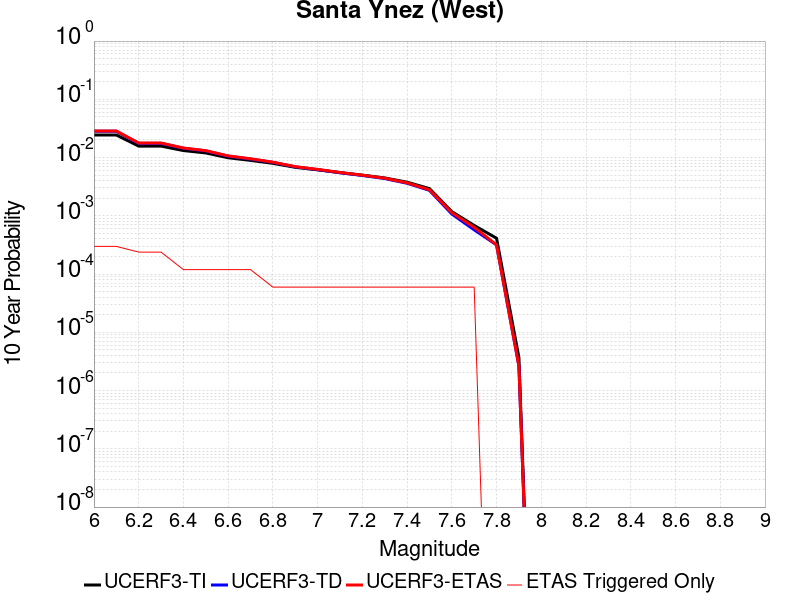 Santa Ynez (West)
10^0
10^-1
10^-2
10^-3
10^-4
10^-5
10^-6
10^-7
10^-8
10 Year Probability
6 6.2 6.4 6.6 6.8 7 7.2 7.4 7.6 7.8 8 8.2 8.4 8.6 8.8 9
Magnitude
UCERF3-TI UCERF3-TD UCERF3-ETAS ETAS Triggered Only